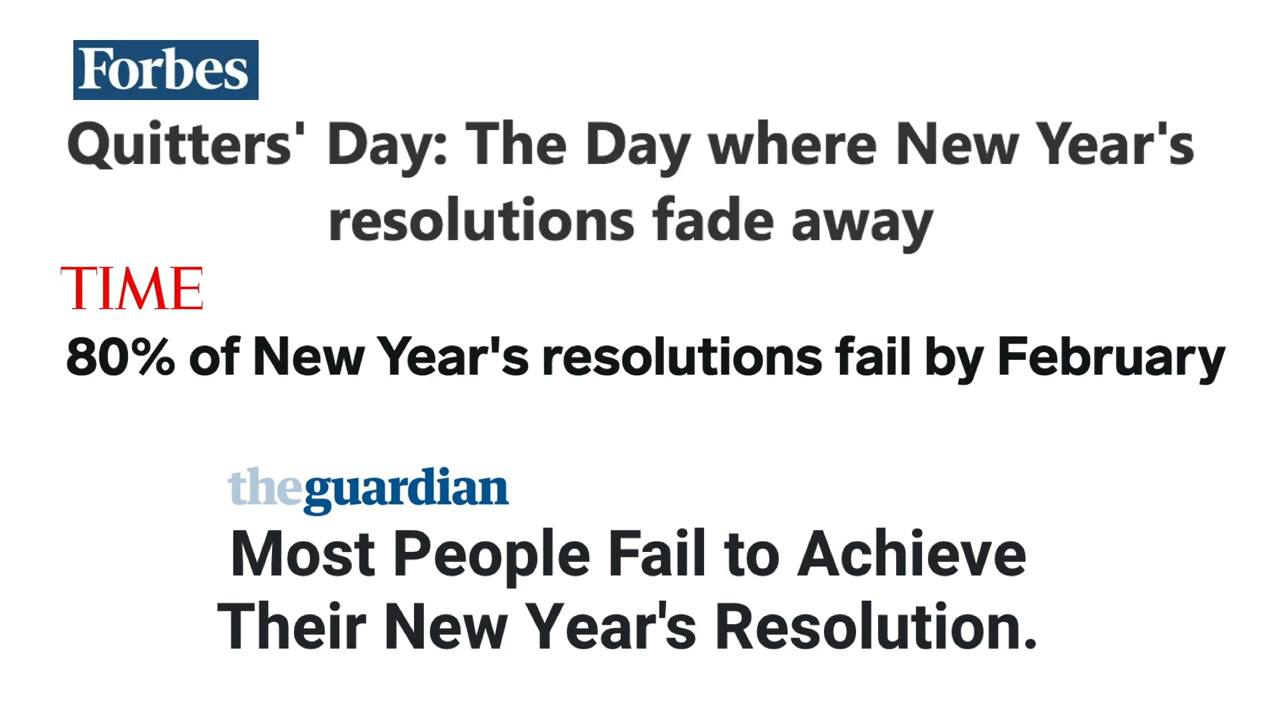 Forbes
Quitters' Day: The Day where New Year's
resolutions fade away
TIME
80% of New Year's resolutions fail by February
theguardian
Most People Fail to Achieve
Their New Year's Resolution.